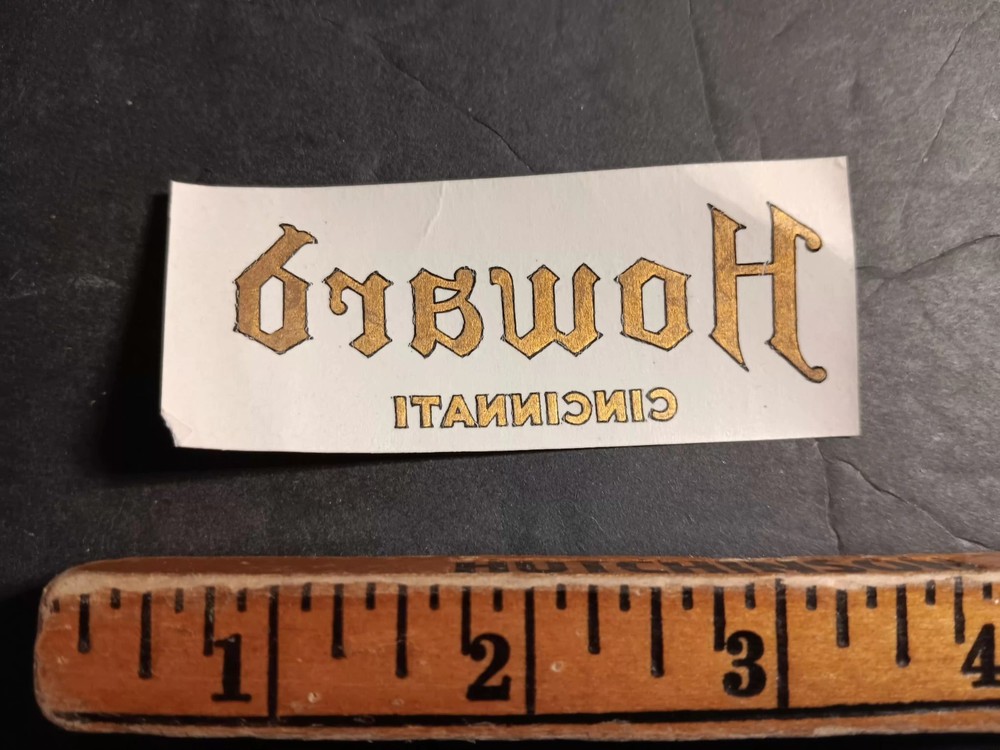 Howard
CINCINNATI
1 2 3 4